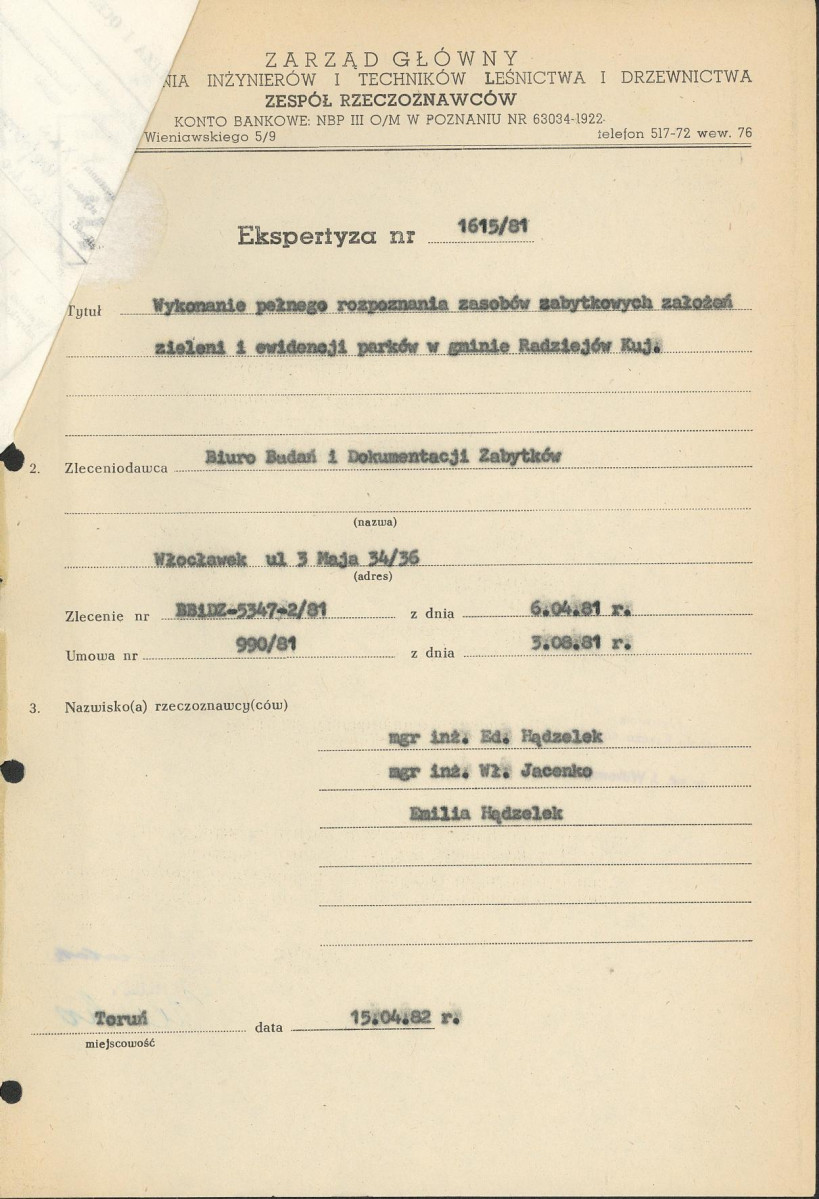 ZARZĄD GŁÓWNY
NIA INŻYNIERÓW I TECHNIKÓW LEŚNICTWA I DRZEWNICTWA
ZESPÓŁ RZECZOZNAWCÓW
KONTO BANKOWE: NBP III O/M W POZNANIU NR 63034-1922.
Wieniawskiego 5/9 telefon 517-72 wew. 76
Ekspertyza nr 1615/81
Tytuł Wykonanie pełnego rozpoznania zasobów zabytkowych założeń
zieleni i ewidencji parków w gminie Radziejów Kuj.
2. Zleceniodawca Biuro Badań i Dokumentacji Zabytków
(nazwa)
Włocławek ul 3 Maja 34/36
(adres)
Zlecenie nr BBiDZ-5347-2/81 z dnia 6.04.81 r.
Umowa nr 990/81 z dnia 3.08.81 r.
3. Nazwisko(a) rzeczoznawcy(ców)
mgr inż. Ed. Hądzelek
mgr inż. Wł. Jacenko
Emilia Hądzelek
Toruń data 15.04.82 r.
miejscowość